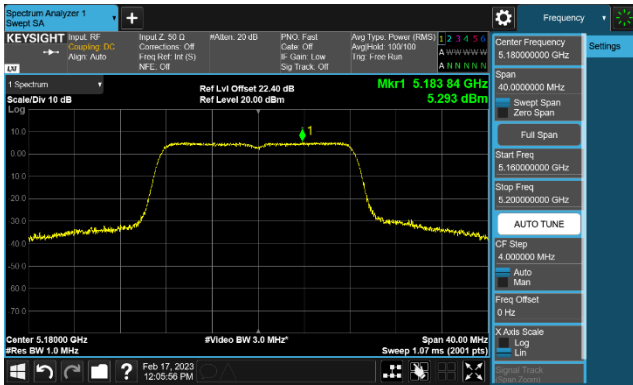 Spectrum Analyzer 1
Swept SA
Frequency
KEYSIGHT
Input: RF
Coupling: DC
Align: Auto
Input Z: 50 Ω
Corrections: Off
Freq Ref: Int (S)
NFE: Off
#Atten: 20 dB
PNO: Fast
Gate: Off
IF Gain: Low
Sig Track: Off
Avg Type: Power (RMS)
Avg|Hold: 100/100
Trig: Free Run
1 2 3 4 5 6
A W W W W W
A N N N N N
LXI
1 Spectrum
Scale/Div 10 dB
Log
Ref Lvl Offset 22.40 dB
Ref Level 20.00 dBm
Mkr1 5.183 84 GHz
5.293 dBm
1
10.0
0.00
-10.0
-20.0
-30.0
-40.0
-50.0
-60.0
-70.0
Center 5.18000 GHz
#Res BW 1.0 MHz
#Video BW 3.0 MHz*
Span 40.00 MHz
Sweep 1.07 ms (2001 pts)
Center Frequency
5.180000000 GHz
Settings
Span
40.0000000 MHz
Swept Span
Zero Span
Full Span
Start Freq
5.160000000 GHz
Stop Freq
5.200000000 GHz
AUTO TUNE
CF Step
4.000000 MHz
Auto
Man
Freq Offset
0 Hz
X Axis Scale
Log
Lin
Signal Track
(Span Zoom)
?
Feb 17, 2023
12:05:56 PM